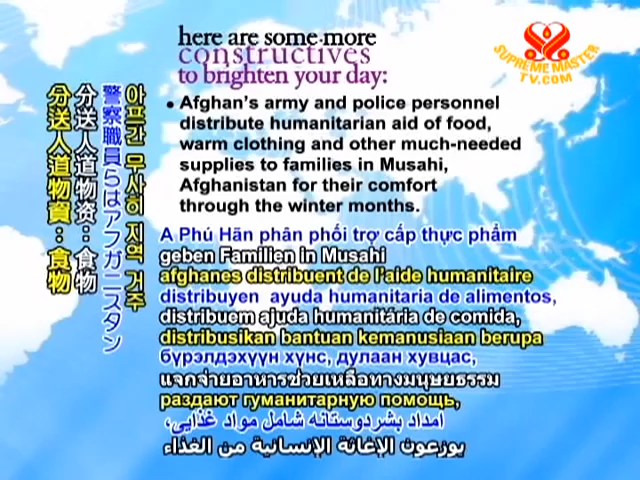 here are some more
constructives
to brighten your day:
SUPREME MASTER
TV.COM
• Afghan's army and police personnel
distribute humanitarian aid of food,
warm clothing and other much-needed
supplies to families in Musahi,
Afghanistan for their comfort
through the winter months.
아프간 무사히 지역 거주
警察職員らはアフガニスタン
分送人道物资：食物
分送人道物資：食物
A Phú Hãn phân phối trợ cấp thực phẩm
geben Familien in Musahi
afghanes distribuent de l'aide humanitaire
distribuyen ayuda humanitaria de alimentos,
distribuem ajuda humanitária de comida,
distribusikan bantuan kemanusiaan berupa
бүрэлдэхүүн хүнс, дулаан хувцас,
แจกจ่ายอาหารช่วยเหลือทางมนุษยธรรม
раздают гуманитарную помощь,
امداد بشردوستانه شامل مواد غذایی،
يوزعون الإغاثة الإنسانية من الغذاء